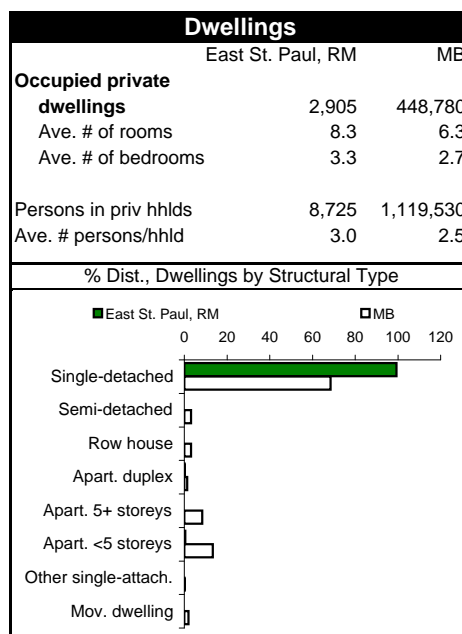 Dwellings
East St. Paul, RM MB
Occupied private
dwellings 2,905 448,780
Ave. # of rooms 8.3 6.3
Ave. # of bedrooms 3.3 2.7
Persons in priv hhlds 8,725 1,119,530
Ave. # persons/hhld 3.0 2.5
% Dist., Dwellings by Structural Type
East St. Paul, RM MB
0 20 40 60 80 100 120
Single-detached
Semi-detached
Row house
Apart. duplex
Apart. 5+ storeys
Apart. <5 storeys
Other single-attach.
Mov. dwelling